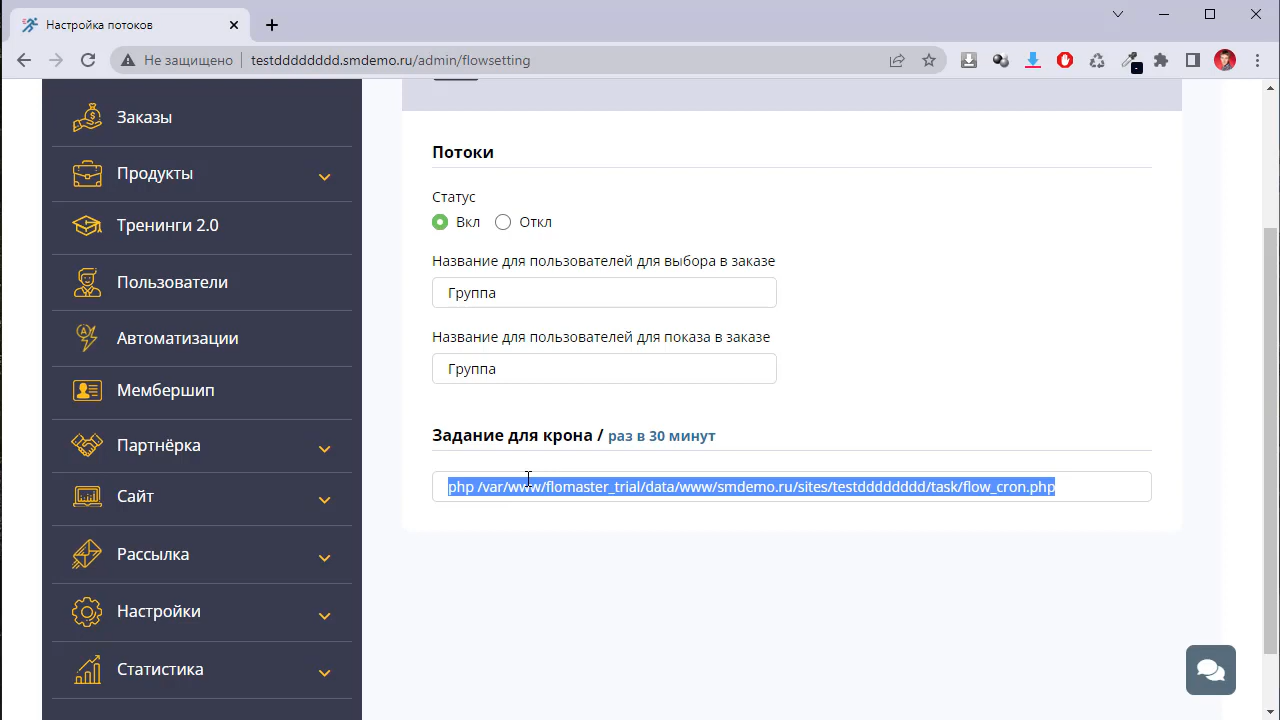 Настройка потоков
Не защищено
testddddddddd.smdemo.ru/admin/flowsetting
Заказы
Продукты
Тренинги 2.0
Пользователи
Автоматизации
Мембершип
Партнёрка
Сайт
Рассылка
Настройки
Статистика
Потоки
Статус
Вкл
Откл
Название для пользователей для выбора в заказе
Группа
Название для пользователей для показа в заказе
Группа
Задание для крона / раз в 30 минут
php /var/www/flomaster_trial/data/www/smdemo.ru/sites/testddddddddd/task/flow_cron.php